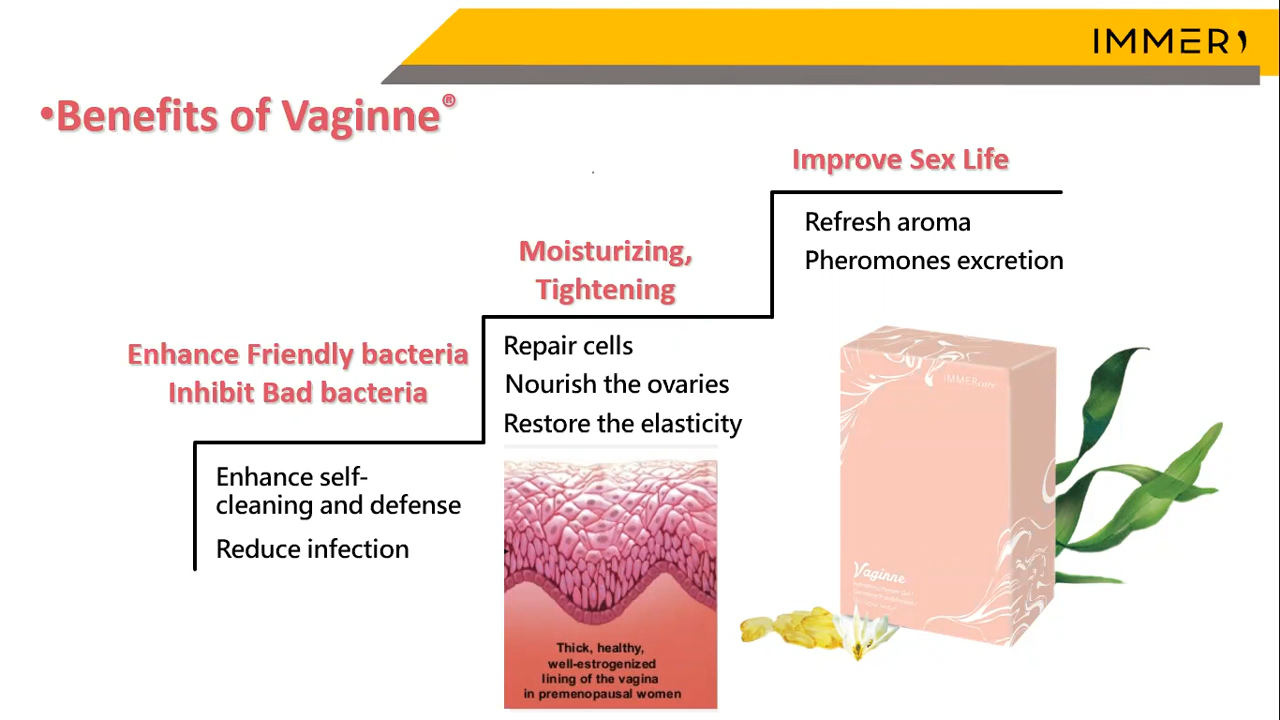 IMMER
•Benefits of Vaginne®
Improve Sex Life
Refresh aroma
Pheromones excretion
Moisturizing,
Tightening
Repair cells
Nourish the ovaries
Restore the elasticity
Enhance Friendly bacteria
Inhibit Bad bacteria
Enhance self-
cleaning and defense
Reduce infection
Thick, healthy,
well-estrogenized
lining of the vagina
in premenopausal women
IMMERcare
Vaginne